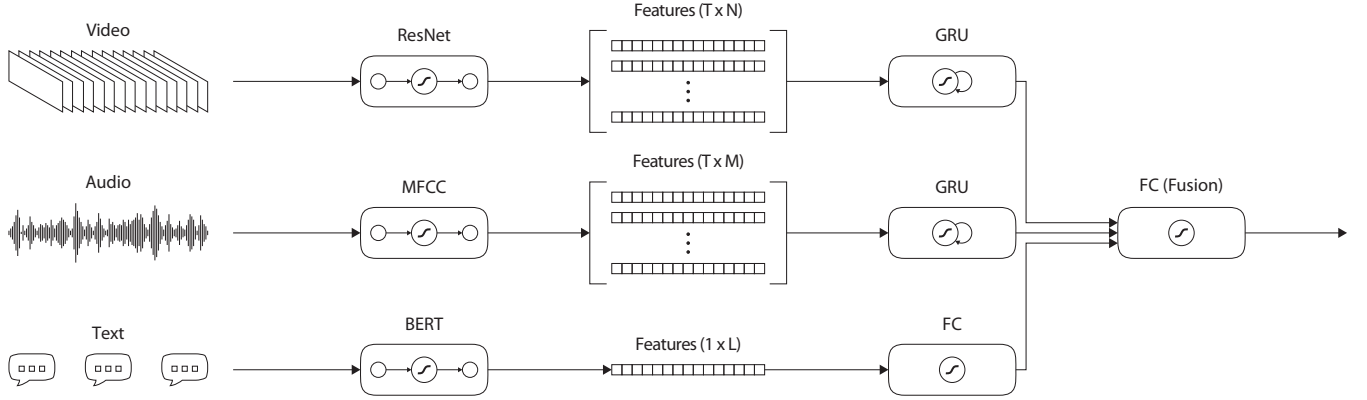 Video
ResNet
Features (T x N)
GRU
Audio
MFCC
Features (T x M)
GRU
FC (Fusion)
Text
BERT
Features (1 x L)
FC